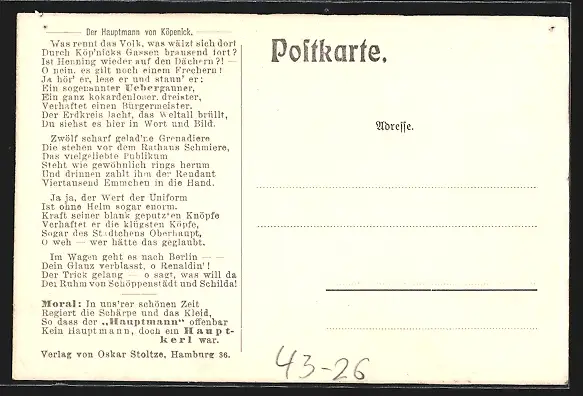 Der Hauptmann von Köpenick.
Was rennt das Volk, was wälzt sich dort
Durch Köp'nicks Gassen brausend fort?
Ist Henning wieder auf den Dächern?! —
O nein, es gilt noch einem Frechern!
Ja hör' er, lese er und staun' er:
Ein sogenannter Uebergauner,
Ein ganz kokardenloser, dreister,
Verhaftet einen Bürgermeister.
Der Erdkreis lacht, das Weltall brüllt,
Du siehst es hier in Wort und Bild.
Zwölf scharf gelad'ne Grenadiere
Die stehen vor dem Rathaus Schmiere,
Das vielgeliebte Publikum
Steht wie gewöhnlich rings herum
Und drinnen zahlt ihm der Rendant
Viertausend Emmchen in die Hand.
Ja ja, der Wert der Uniform
Ist ohne Helm sogar enorm.
Kraft seiner blank geputzten Knöpfe
Verhaftet er die klügsten Köpfe,
Sogar des Städtchens Oberhaupt,
O weh — wer hätte das geglaubt.
Im Wagen geht es nach Berlin — —
Dein Glanz verblasst, o Renaldin'!
Der Trick gelang — o sagt, was will da
Der Ruhm von Schöppenstädt und Schilda!
Moral: In uns'rer schönen Zeit
Regiert die Schärpe und das Kleid,
So dass der „Hauptmann“ offenbar
Kein Hauptmann, doch ein Haupt-
kerl war.
Verlag von Oskar Stoltze, Hamburg 36.
Postkarte.
Adresse.
43-26